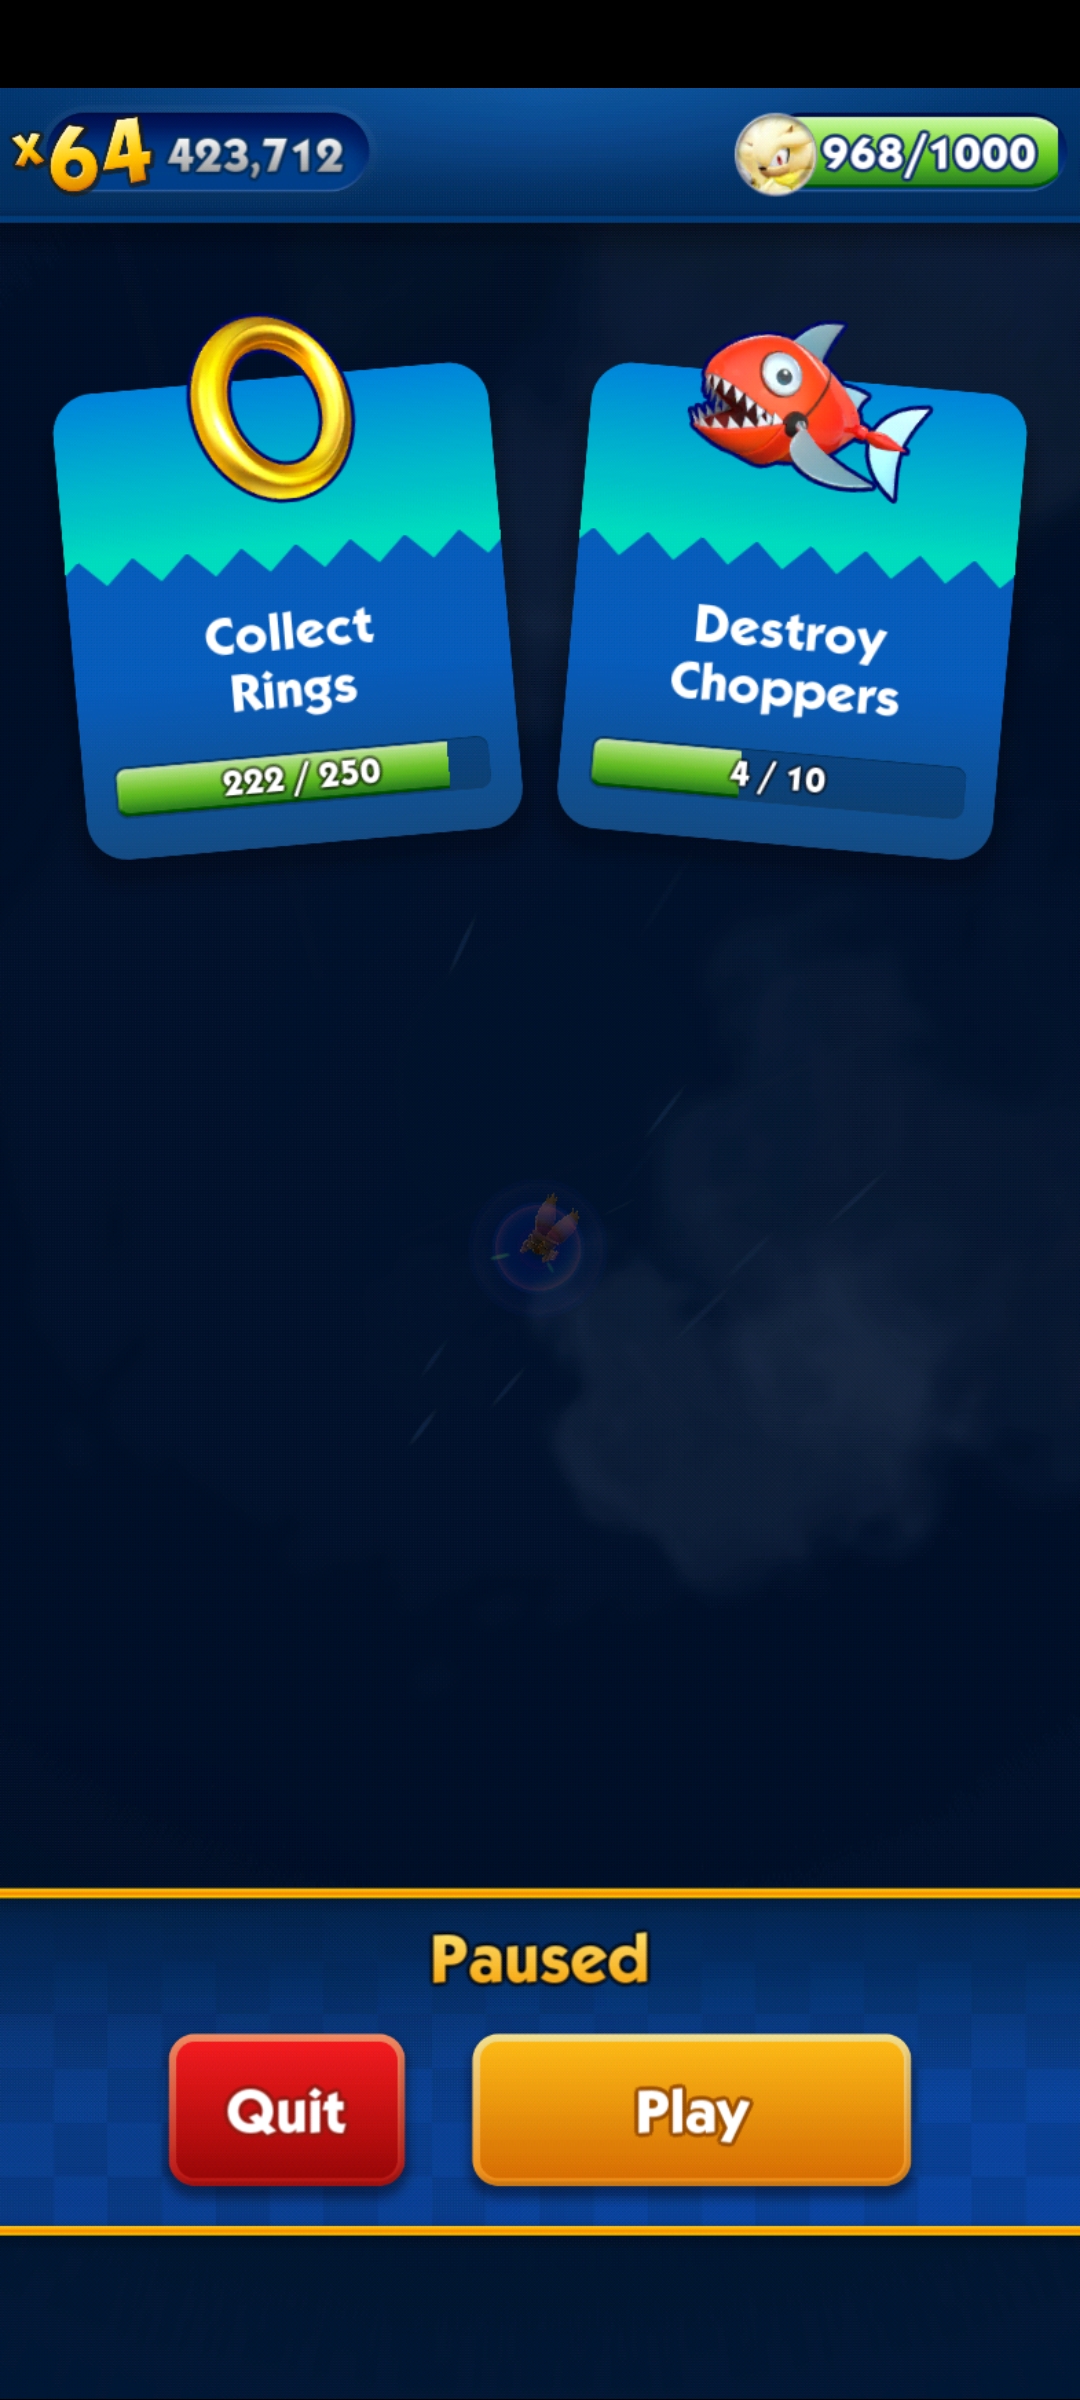 x64 423,712
968/1000
Collect
Rings
222 / 250
Destroy
Choppers
4 / 10
Paused
Quit
Play